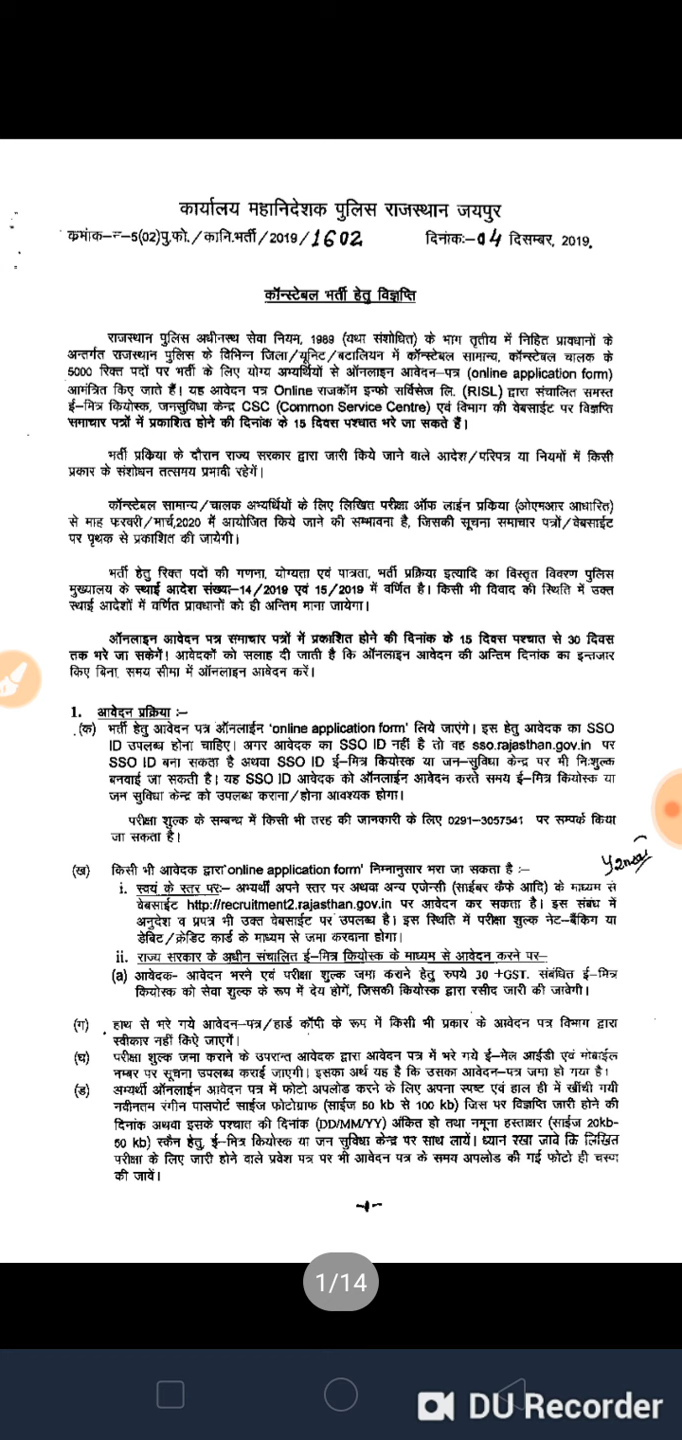 कार्यालय महानिदेशक पुलिस राजस्थान जयपुर
क्रमांक-न-5(02)पु.फो./कानि.भर्ती/2019/1602 दिनांकः-04 दिसम्बर, 2019.
कॉन्स्टेबल भर्ती हेतु विज्ञप्ति
राजस्थान पुलिस अधीनस्थ सेवा नियम, 1989 (यथा संशोधित) के भाग तृतीय में निहित प्रावधानों के
अन्तर्गत राजस्थान पुलिस के विभिन्न जिला/यूनिट/बटालियन में कॉन्स्टेबल सामान्य, कॉन्स्टेबल चालक के
5000 रिक्त पदों पर भर्ती के लिए योग्य अभ्यर्थियों से ऑनलाइन आवेदन-पत्र (online application form)
आमंत्रित किए जाते हैं। यह आवेदन पत्र Online राजकॉम इन्फो सर्विसेज लि. (RISL) द्वारा संचालित समस्त
ई-मित्र कियोस्क, जनसुविधा केन्द्र CSC (Common Service Centre) एवं विभाग की वेबसाईट पर विज्ञप्ति
समाचार पत्रों में प्रकाशित होने की दिनांक के 15 दिवस पश्चात भरे जा सकते हैं।
भर्ती प्रकिया के दौरान राज्य सरकार द्वारा जारी किये जाने वाले आदेश/परिपत्र या नियमों में किसी
प्रकार के संशोधन तत्समय प्रभावी रहेगें।
कॉन्स्टेबल सामान्य/चालक अभ्यर्थियों के लिए लिखित परीक्षा ऑफ लाईन प्रकिया (ओएमआर आधारित)
से माह फरवरी/मार्च,2020 में आयोजित किये जाने की सम्भावना है, जिसकी सूचना समाचार पत्रों/वेबसाईट
पर पृथक से प्रकाशित की जायेगी।
भर्ती हेतु रिक्त पदों की गणना, योग्यता एवं पात्रता, भर्ती प्रक्रिया इत्यादि का विस्तृत विवरण पुलिस
मुख्यालय के स्थाई आदेश संख्या-14/2019 एवं 15/2019 में वर्णित है। किसी भी विवाद की स्थिति में उक्त
स्थाई आदेशों में वर्णित प्रावधानों को ही अन्तिम माना जायेगा।
ऑनलाइन आवेदन पत्र समाचार पत्रों में प्रकाशित होने की दिनांक के 15 दिवस पश्चात से 30 दिवस
तक भरे जा सकेगें। आवेदकों को सलाह दी जाती है कि ऑनलाइन आवेदन की अन्तिम दिनांक का इन्तजार
किए बिना समय सीमा में ऑनलाइन आवेदन करें।
1. आवेदन प्रक्रिया :-
(क) भर्ती हेतु आवेदन पत्र ऑनलाईन 'online application form' लिये जाएंगे। इस हेतु आवेदक का SSO
ID उपलब्ध होना चाहिए। अगर आवेदक का SSO ID नहीं है तो वह sso.rajasthan.gov.in पर
SSO ID बना सकता है अथवा SSO ID ई-मित्र कियोस्क या जन-सुविधा केन्द्र पर भी निःशुल्क
बनवाई जा सकती है। यह SSO ID आवेदक को ऑनलाईन आवेदन करते समय ई-मित्र कियोस्क या
जन सुविधा केन्द्र को उपलब्ध कराना/होना आवश्यक होगा।
परीक्षा शुल्क के सम्बन्ध में किसी भी तरह की जानकारी के लिए 0291-3057541 पर सम्पर्क किया
जा सकता है।
(ख) किसी भी आवेदक द्वारा 'online application form' निम्नानुसार भरा जा सकता है :-
i. स्वयं के स्तर पर:- अभ्यर्थी अपने स्तर पर अथवा अन्य एजेन्सी (साईबर कैफे आदि) के माध्यम से
वेबसाईट http://recruitment2.rajasthan.gov.in पर आवेदन कर सकता है। इस संबंध में
अनुदेश व प्रपत्र भी उक्त वेबसाईट पर उपलब्ध है। इस स्थिति में परीक्षा शुल्क नेट-बैंकिग या
डेबिट/क्रेडिट कार्ड के माध्यम से जमा करवाना होगा।
ii. राज्य सरकार के अधीन संचालित ई-मित्र कियोस्क के माध्यम से आवेदन करने पर-
(a) आवेदक- आवेदन भरने एवं परीक्षा शुल्क जमा कराने हेतु रुपये 30 +GST. संबंधित ई-मित्र
कियोस्क को सेवा शुल्क के रूप में देय होगें, जिसकी कियोस्क द्वारा रसीद जारी की जावेगी।
(ग) हाथ से भरे गये आवेदन-पत्र/हार्ड कॉपी के रूप में किसी भी प्रकार के आवेदन पत्र विभाग द्वारा
स्वीकार नहीं किऐ जाएगें।
(घ) परीक्षा शुल्क जमा कराने के उपरान्त आवेदक द्वारा आवेदन पत्र में भरे गये ई-मेल आईडी एवं मोबाईल
नम्बर पर सूचना उपलब्ध कराई जाएगी। इसका अर्थ यह है कि उसका आवेदन-पत्र जमा हो गया है।
(ड) अभ्यर्थी ऑनलाईन आवेदन पत्र में फोटो अपलोड करने के लिए अपना स्पष्ट एवं हाल ही में खींची गयी
नवीनतम रंगीन पासपोर्ट साईज फोटोग्राफ (साईज 50 kb से 100 kb) जिस पर विज्ञप्ति जारी होने की
दिनांक अथवा इसके पश्चात की दिनांक (DD/MM/YY) अंकित हो तथा नमूना हस्ताक्षर (साईज 20kb-
50 kb) स्कैन हेतु, ई-मित्र कियोस्क या जन सुविधा केन्द्र पर साथ लायें। ध्यान रखा जावे कि लिखित
परीक्षा के लिए जारी होने वाले प्रवेश पत्र पर भी आवेदन पत्र के समय अपलोड की गई फोटो ही चस्पा
की जावें।
-1-
1/14
DU Recorder